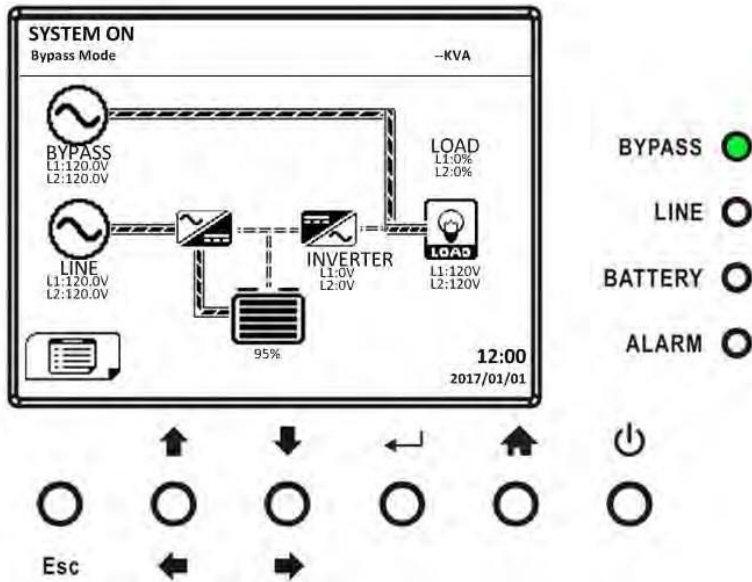 SYSTEM ON
Bypass Mode
--KVA
BYPASS
L1:120.0V
L2:120.0V
LOAD
L1:0%
L2:0%
LINE
L1:120.0V
L2:120.0V
INVERTER
L1:0V
L2:0V
LOAD
L1:120V
L2:120V
95%
12:00
2017/01/01
BYPASS
LINE
BATTERY
ALARM
Esc